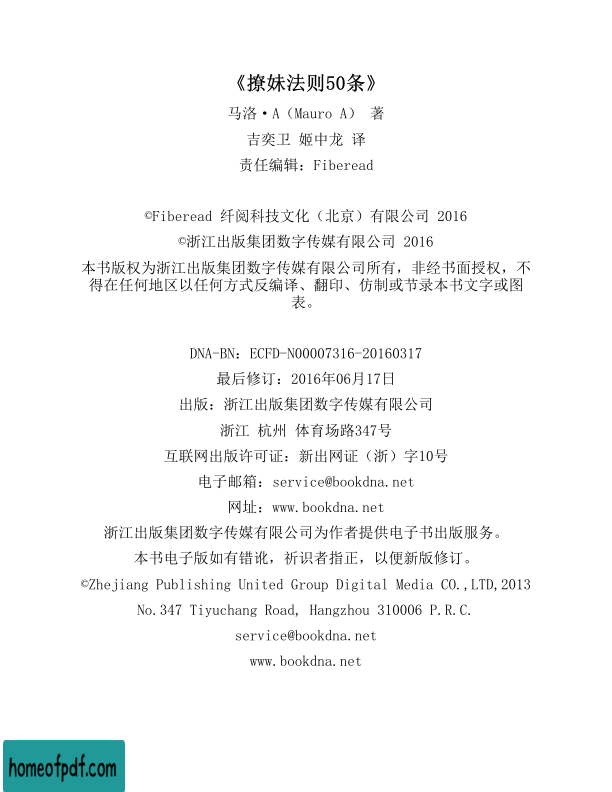 《撩妹法则50条》
马洛·A（Mauro A） 著
吉奕卫 姬中龙 译
责任编辑：Fiberead
©Fiberead 纤阅科技文化（北京）有限公司 2016
©浙江出版集团数字传媒有限公司 2016
本书版权为浙江出版集团数字传媒有限公司所有，非经书面授权，不
得在任何地区以任何方式反编译、翻印、仿制或节录本书文字或图
表。
DNA-BN：ECFD-N00007316-20160317
最后修订：2016年06月17日
出版：浙江出版集团数字传媒有限公司
浙江 杭州 体育场路347号
互联网出版许可证：新出网证（浙）字10号
电子邮箱：service@bookdna.net
网址：www.bookdna.net
浙江出版集团数字传媒有限公司为作者提供电子书出版服务。
本书电子版如有错讹，祈识者指正，以便新版修订。
©Zhejiang Publishing United Group Digital Media CO.,LTD,2013
No.347 Tiyuchang Road, Hangzhou 310006 P.R.C.
service@bookdna.net
www.bookdna.net
homeofpdf.com